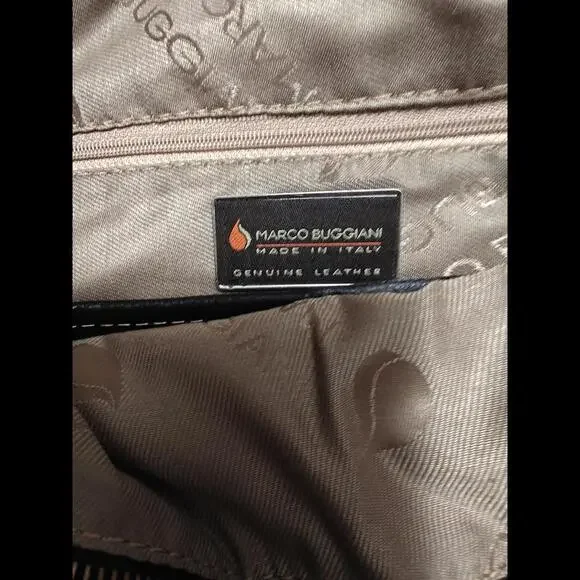 MARCO BUGGIANI
MADE IN ITALY
GENUINE LEATHER